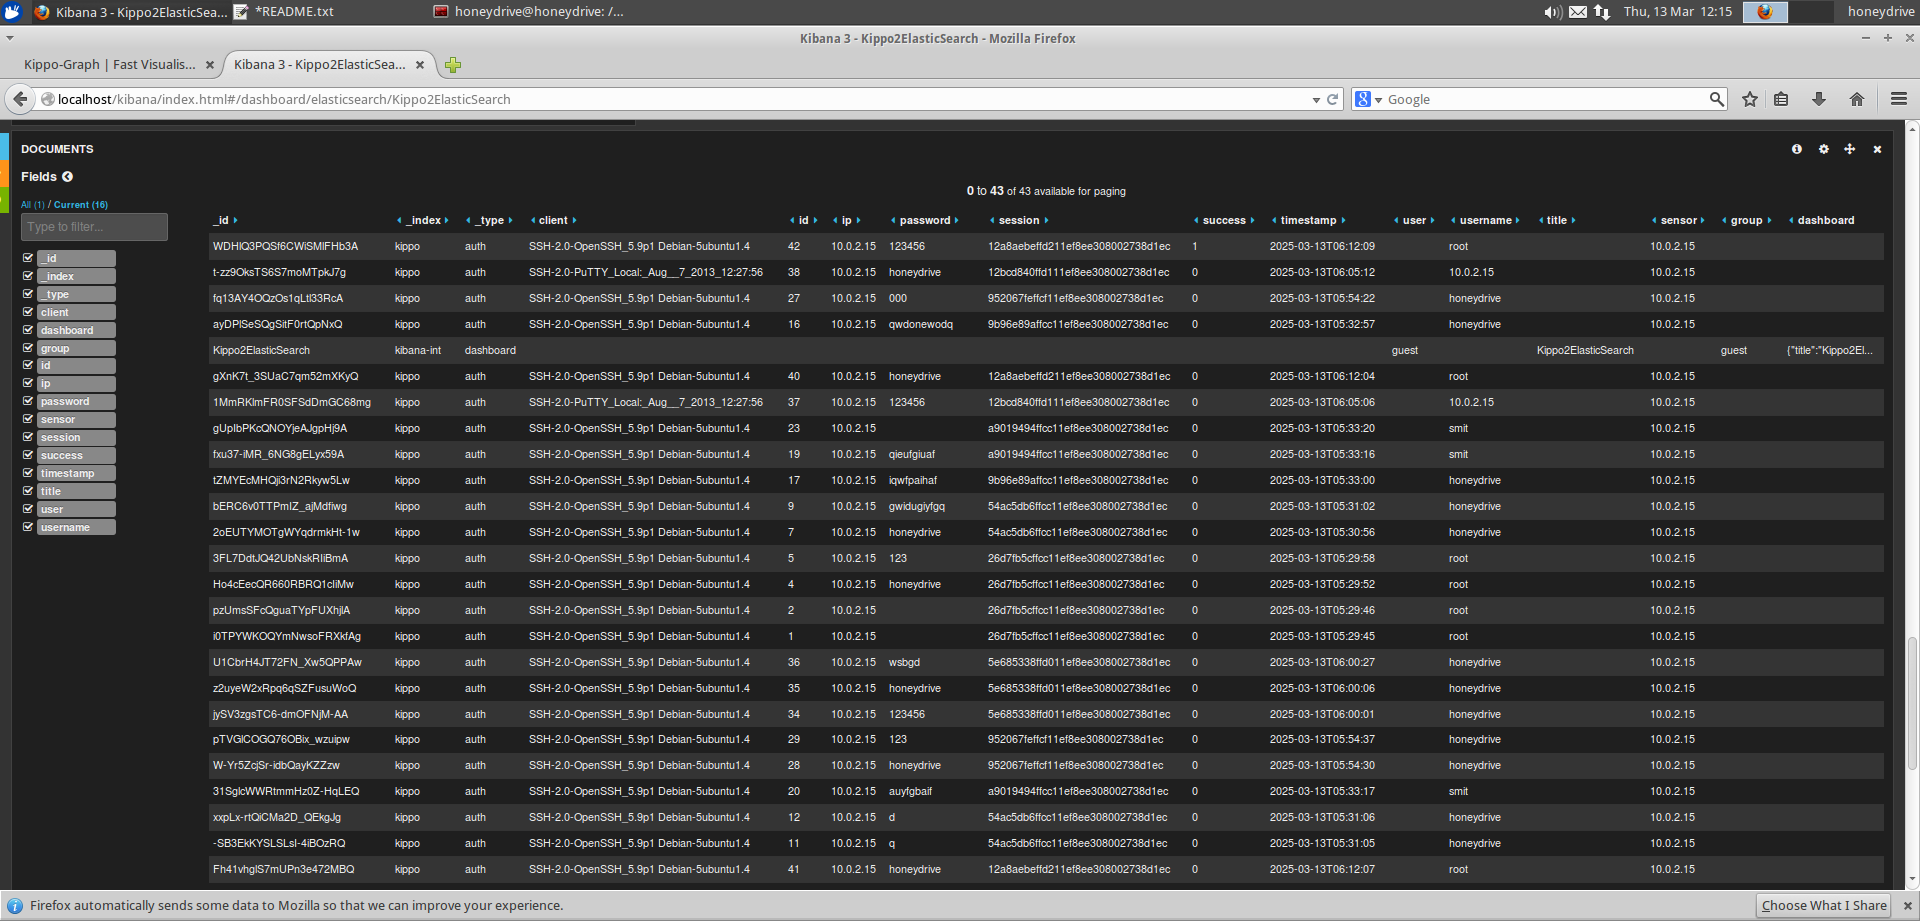 Kibana 3 - Kippo2ElasticSea... *README.txt honeydrive@honeydrive: /... Thu, 13 Mar 12:15 honeydrive
Kibana 3 - Kippo2ElasticSearch - Mozilla Firefox
Kippo-Graph | Fast Visualis... Kibana 3 - Kippo2ElasticSea...
localhost/kibana/index.html#/dashboard/elasticsearch/Kippo2ElasticSearch Google
DOCUMENTS
Fields
0 to 43 of 43 available for paging
All (1) / Current (16)
Type to filter...
_id
_index
_type
client
dashboard
group
id
ip
password
sensor
session
success
timestamp
title
user
username
_id _index _type client id ip password session success timestamp user username title sensor group dashboard
WDHlQ3PQSf6CWiSMlFHb3A kippo auth SSH-2.0-OpenSSH_5.9p1 Debian-5ubuntu1.4 42 10.0.2.15 123456 12a8aebeffd211ef8ee308002738d1ec 1 2025-03-13T06:12:09 root 10.0.2.15
t-zz9OksTS6S7moMTpkJ7g kippo auth SSH-2.0-PuTTY_Local:_Aug__7_2013_12:27:56 38 10.0.2.15 honeydrive 12bcd840ffd111ef8ee308002738d1ec 0 2025-03-13T06:05:12 10.0.2.15 10.0.2.15
fq13AY4OQzOs1qLtl33RcA kippo auth SSH-2.0-OpenSSH_5.9p1 Debian-5ubuntu1.4 27 10.0.2.15 000 952067feffcf11ef8ee308002738d1ec 0 2025-03-13T05:54:22 honeydrive 10.0.2.15
ayDPlSeSQgSitF0rtQpNxQ kippo auth SSH-2.0-OpenSSH_5.9p1 Debian-5ubuntu1.4 16 10.0.2.15 qwdonewodq 9b96e89affcc11ef8ee308002738d1ec 0 2025-03-13T05:32:57 honeydrive 10.0.2.15
Kippo2ElasticSearch kibana-int dashboard guest Kippo2ElasticSearch guest {"title":"Kippo2El...
gXnK7t_3SUaC7qm52mXKyQ kippo auth SSH-2.0-OpenSSH_5.9p1 Debian-5ubuntu1.4 40 10.0.2.15 honeydrive 12a8aebeffd211ef8ee308002738d1ec 0 2025-03-13T06:12:04 root 10.0.2.15
1MmRKlmFR0SFSdDmGC68mg kippo auth SSH-2.0-PuTTY_Local:_Aug__7_2013_12:27:56 37 10.0.2.15 123456 12bcd840ffd111ef8ee308002738d1ec 0 2025-03-13T06:05:06 10.0.2.15 10.0.2.15
gUplbPKcQNOYjeAJgpHj9A kippo auth SSH-2.0-OpenSSH_5.9p1 Debian-5ubuntu1.4 23 10.0.2.15 a9019494ffcc11ef8ee308002738d1ec 0 2025-03-13T05:33:20 smit 10.0.2.15
fxu37-iMR_6NG8gELyx59A kippo auth SSH-2.0-OpenSSH_5.9p1 Debian-5ubuntu1.4 19 10.0.2.15 qieufgiuaf a9019494ffcc11ef8ee308002738d1ec 0 2025-03-13T05:33:16 smit 10.0.2.15
tZMYEcMHQji3rN2Rkyw5Lw kippo auth SSH-2.0-OpenSSH_5.9p1 Debian-5ubuntu1.4 17 10.0.2.15 iqwfpaihaf 9b96e89affcc11ef8ee308002738d1ec 0 2025-03-13T05:33:00 honeydrive 10.0.2.15
bERC6v0TTPmIZ_ajMdfiwg kippo auth SSH-2.0-OpenSSH_5.9p1 Debian-5ubuntu1.4 9 10.0.2.15 gwidugiyfgq 54ac5db6ffcc11ef8ee308002738d1ec 0 2025-03-13T05:31:02 honeydrive 10.0.2.15
2oEUTYMOTgWYqdrmkHt-1w kippo auth SSH-2.0-OpenSSH_5.9p1 Debian-5ubuntu1.4 7 10.0.2.15 honeydrive 54ac5db6ffcc11ef8ee308002738d1ec 0 2025-03-13T05:30:56 honeydrive 10.0.2.15
3FL7DdtJQ42UbNskRIiBmA kippo auth SSH-2.0-OpenSSH_5.9p1 Debian-5ubuntu1.4 5 10.0.2.15 123 26d7fb5cffcc11ef8ee308002738d1ec 0 2025-03-13T05:29:58 root 10.0.2.15
Ho4cEecQR660RBRQ1cIiMw kippo auth SSH-2.0-OpenSSH_5.9p1 Debian-5ubuntu1.4 4 10.0.2.15 honeydrive 26d7fb5cffcc11ef8ee308002738d1ec 0 2025-03-13T05:29:52 root 10.0.2.15
pzUmsSFcQguaTYpFUXhjlA kippo auth SSH-2.0-OpenSSH_5.9p1 Debian-5ubuntu1.4 2 10.0.2.15 26d7fb5cffcc11ef8ee308002738d1ec 0 2025-03-13T05:29:46 root 10.0.2.15
i0TPYWKOQYmNwsoFRXkfAg kippo auth SSH-2.0-OpenSSH_5.9p1 Debian-5ubuntu1.4 1 10.0.2.15 26d7fb5cffcc11ef8ee308002738d1ec 0 2025-03-13T05:29:45 root 10.0.2.15
U1CbrH4JT72FN_Xw5QPPAw kippo auth SSH-2.0-OpenSSH_5.9p1 Debian-5ubuntu1.4 36 10.0.2.15 wsbgd 5e685338ffd011ef8ee308002738d1ec 0 2025-03-13T06:00:27 honeydrive 10.0.2.15
z2uyeW2xRpq6qSZFusuWoQ kippo auth SSH-2.0-OpenSSH_5.9p1 Debian-5ubuntu1.4 35 10.0.2.15 honeydrive 5e685338ffd011ef8ee308002738d1ec 0 2025-03-13T06:00:06 honeydrive 10.0.2.15
jySV3zgsTC6-dmOFNjM-AA kippo auth SSH-2.0-OpenSSH_5.9p1 Debian-5ubuntu1.4 34 10.0.2.15 123456 5e685338ffd011ef8ee308002738d1ec 0 2025-03-13T06:00:01 honeydrive 10.0.2.15
pTVGlCOGQ76OBix_wzuipw kippo auth SSH-2.0-OpenSSH_5.9p1 Debian-5ubuntu1.4 29 10.0.2.15 123 952067feffcf11ef8ee308002738d1ec 0 2025-03-13T05:54:37 honeydrive 10.0.2.15
W-Yr5ZcjSr-idbQayKZZzw kippo auth SSH-2.0-OpenSSH_5.9p1 Debian-5ubuntu1.4 28 10.0.2.15 honeydrive 952067feffcf11ef8ee308002738d1ec 0 2025-03-13T05:54:30 honeydrive 10.0.2.15
31SglcWWRtmmHz0Z-HqLEQ kippo auth SSH-2.0-OpenSSH_5.9p1 Debian-5ubuntu1.4 20 10.0.2.15 auyfgbaif a9019494ffcc11ef8ee308002738d1ec 0 2025-03-13T05:33:17 smit 10.0.2.15
xxpLx-rtQlCMa2D_QEkgJg kippo auth SSH-2.0-OpenSSH_5.9p1 Debian-5ubuntu1.4 12 10.0.2.15 d 54ac5db6ffcc11ef8ee308002738d1ec 0 2025-03-13T05:31:06 honeydrive 10.0.2.15
-SB3EkKYSLSLsI-4iBOzRQ kippo auth SSH-2.0-OpenSSH_5.9p1 Debian-5ubuntu1.4 11 10.0.2.15 q 54ac5db6ffcc11ef8ee308002738d1ec 0 2025-03-13T05:31:05 honeydrive 10.0.2.15
Fh41vhglS7mUPn3e472MBQ kippo auth SSH-2.0-OpenSSH_5.9p1 Debian-5ubuntu1.4 41 10.0.2.15 honeydrive 12a8aebeffd211ef8ee308002738d1ec 0 2025-03-13T06:12:07 root 10.0.2.15
Firefox automatically sends some data to Mozilla so that we can improve your experience. Choose What I Share